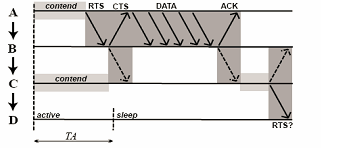 A contend RTS CTS DATA ACK
B
C contend
D active sleep RTS?
TA